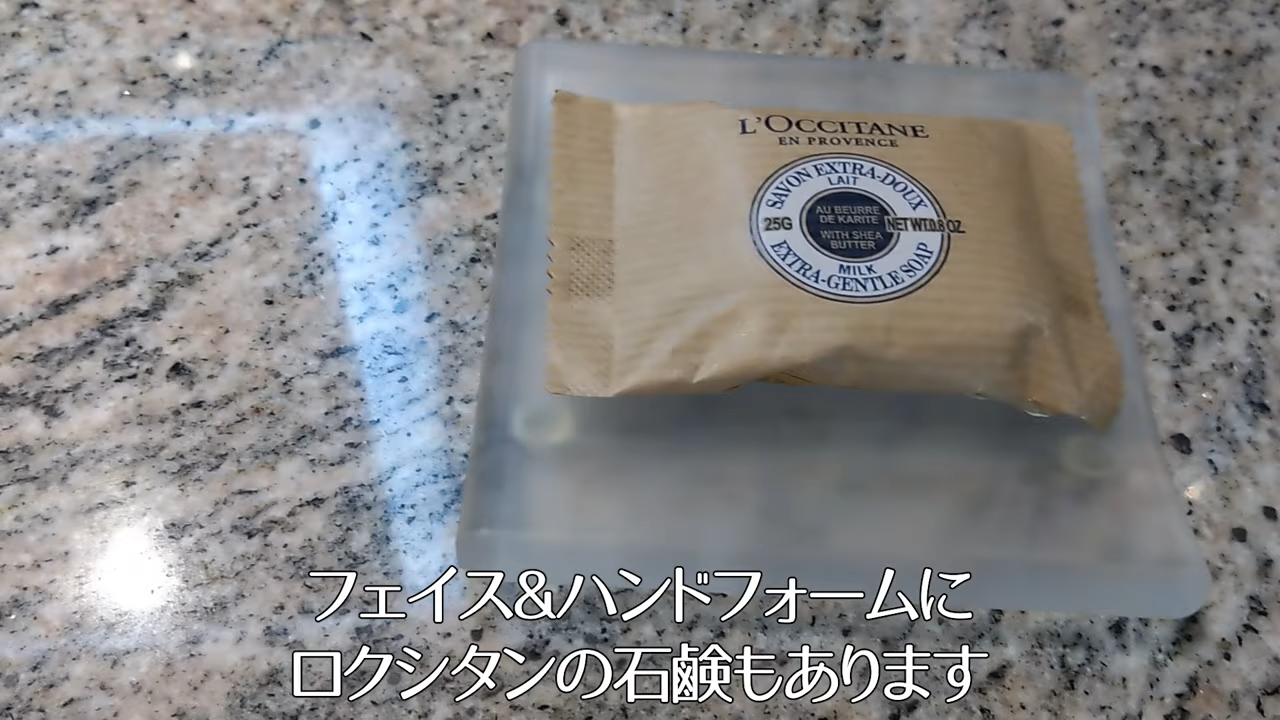 L'OCCITANE
EN PROVENCE
SAVON EXTRA-DOUX
LAIT
25G
AU BEURRE
DE KARITE
WITH SHEA
BUTTER
NET WT.0.8 OZ.
MILK
EXTRA-GENTLE SOAP
フェイス&ハンドフォームに
ロクシタンの石鹸もあります